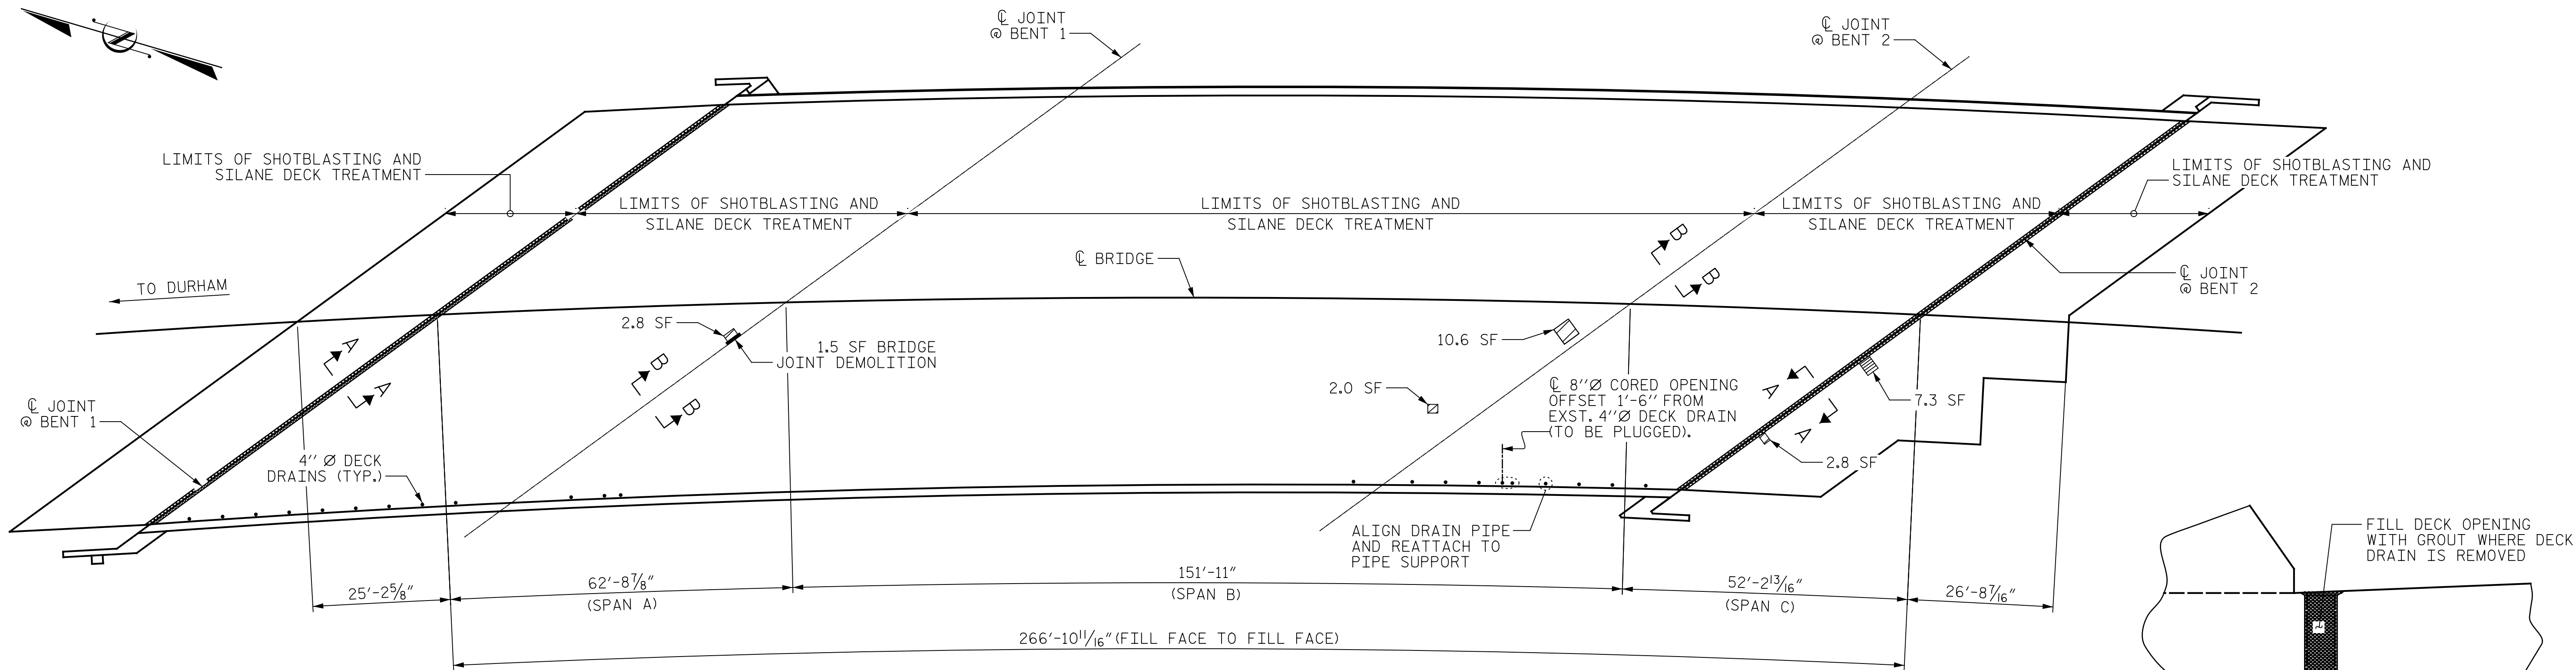 ℄ JOINT
@ BENT 1
℄ JOINT
@ BENT 2
LIMITS OF SHOTBLASTING AND
SILANE DECK TREATMENT
LIMITS OF SHOTBLASTING AND
SILANE DECK TREATMENT
LIMITS OF SHOTBLASTING AND
SILANE DECK TREATMENT
LIMITS OF SHOTBLASTING AND
SILANE DECK TREATMENT
LIMITS OF SHOTBLASTING AND
SILANE DECK TREATMENT
B
B
℄ BRIDGE
TO DURHAM
℄ JOINT
@ BENT 2
2.8 SF
1.5 SF BRIDGE
JOINT DEMOLITION
10.6 SF
A
A
B
B
2.0 SF
℄ 8''Ø CORED OPENING
OFFSET 1'-6'' FROM
EXST. 4''Ø DECK DRAIN
(TO BE PLUGGED).
A
A
7.3 SF
2.8 SF
℄ JOINT
@ BENT 1
4'' Ø DECK
DRAINS (TYP.)
ALIGN DRAIN PIPE
AND REATTACH TO
PIPE SUPPORT
FILL DECK OPENING
WITH GROUT WHERE DECK
DRAIN IS REMOVED
25'-2⅝''
62'-8⅞''
(SPAN A)
151'-11''
(SPAN B)
52'-2 13/16''
(SPAN C)
26'-8 7/16''
266'-10 11/16'' (FILL FACE TO FILL FACE)